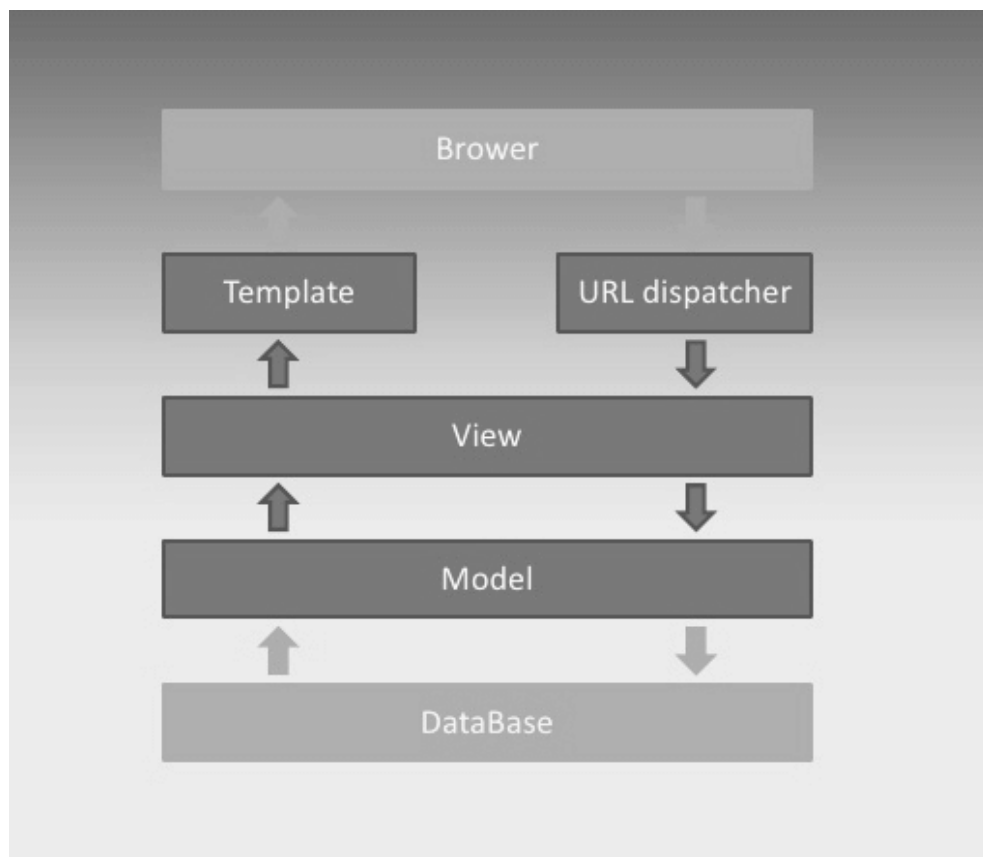 Brower
Template
URL dispatcher
View
Model
DataBase